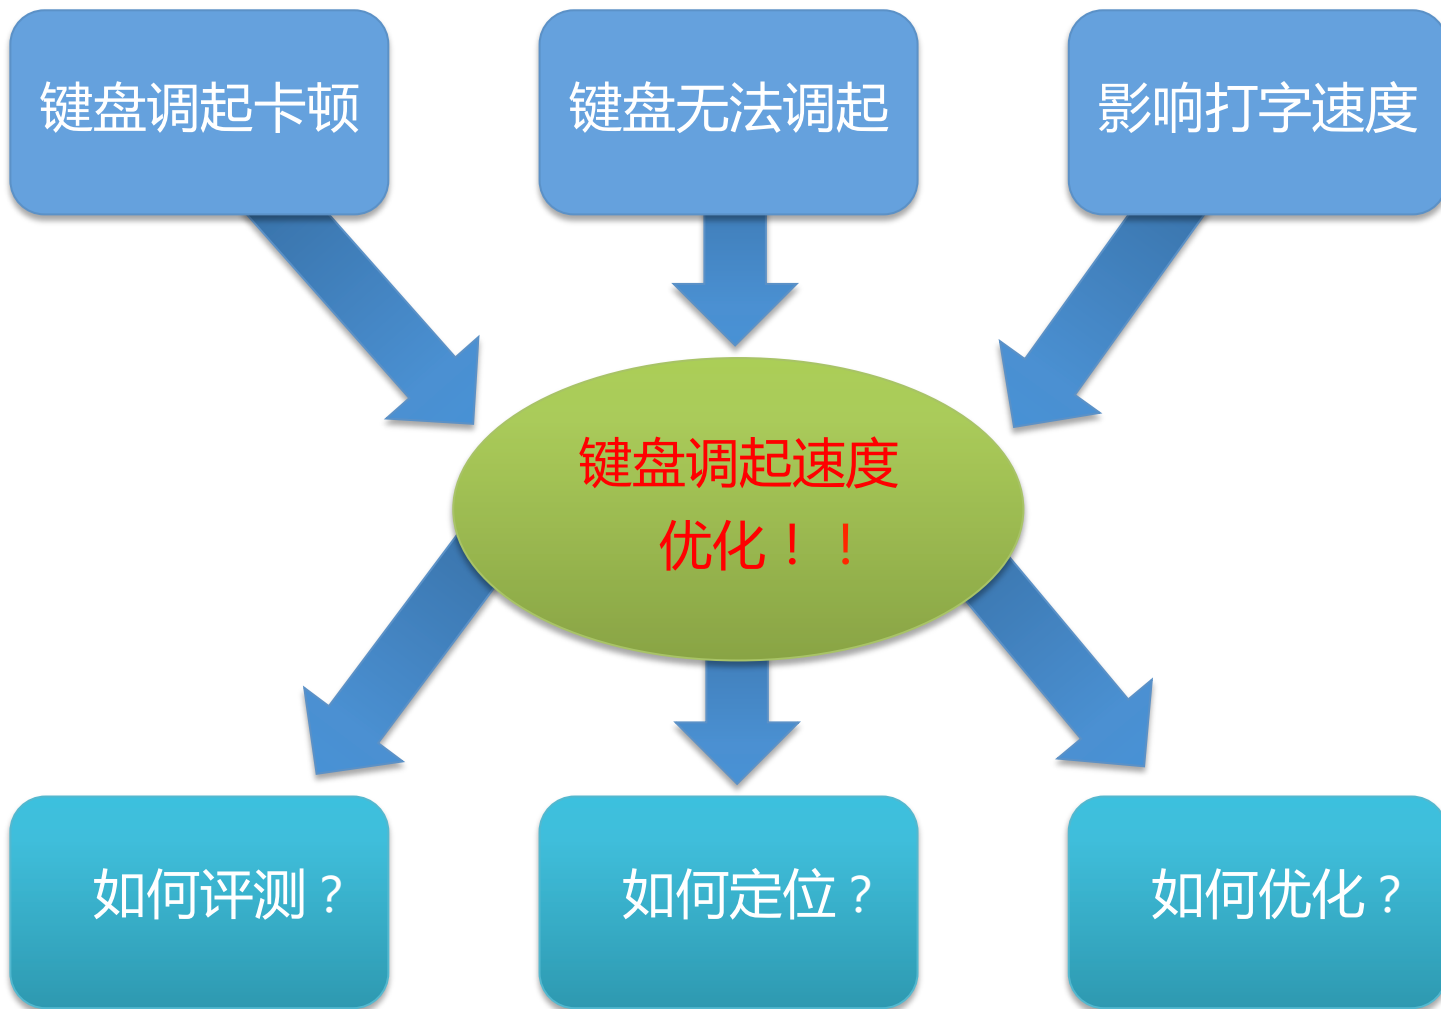 键盘调起卡顿
键盘无法调起
影响打字速度
键盘调起速度
优化！！
如何评测？
如何定位？
如何优化？